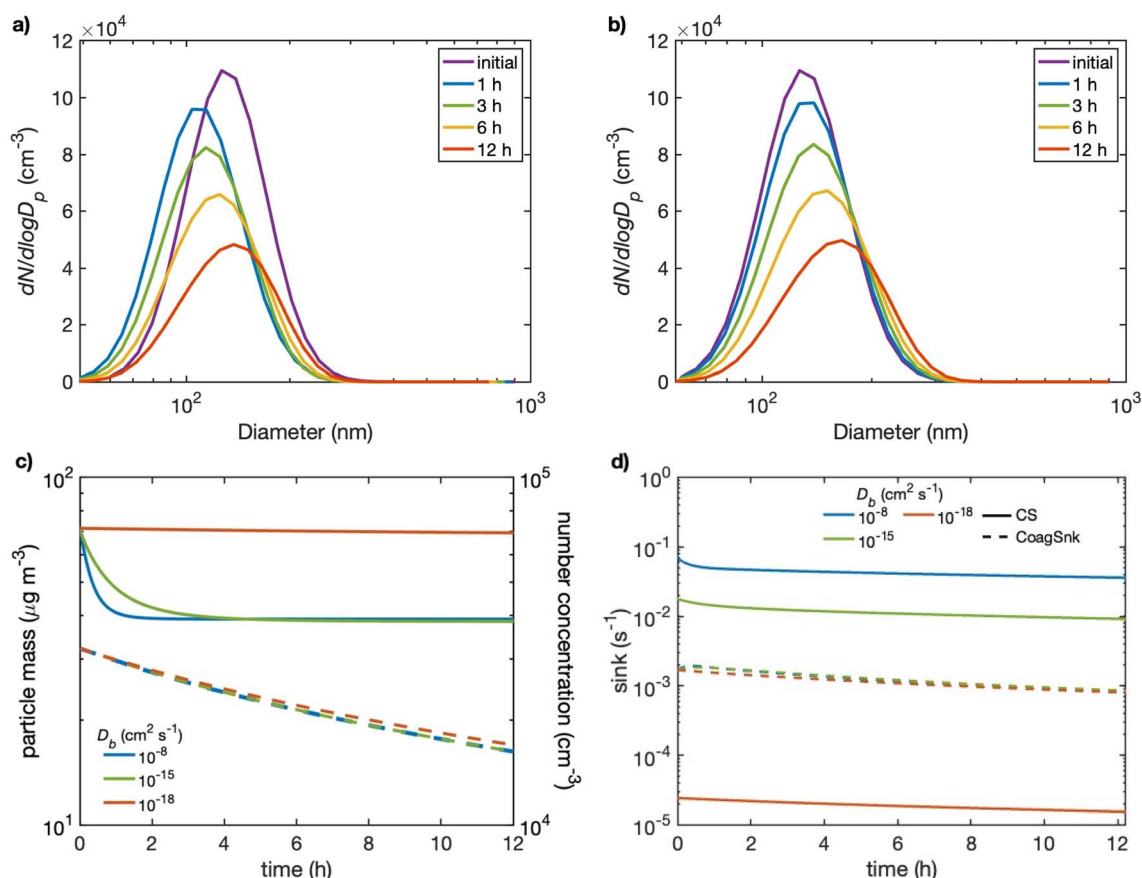 a)
×10⁴
12
10
8
6
4
2
0
dN/dlogDₚ (cm⁻³)
initial
1 h
3 h
6 h
12 h
10²
10³
Diameter (nm)
b)
×10⁴
12
10
8
6
4
2
0
dN/dlogDₚ (cm⁻³)
initial
1 h
3 h
6 h
12 h
10²
10³
Diameter (nm)
c)
10²
10¹
particle mass (μg m⁻³)
10⁵
10⁴
number concentration (cm⁻³)
D_b (cm² s⁻¹)
10⁻⁸
10⁻¹⁵
10⁻¹⁸
0 2 4 6 8 10 12
time (h)
d)
10⁰
10⁻¹
10⁻²
10⁻³
10⁻⁴
10⁻⁵
sink (s⁻¹)
D_b (cm² s⁻¹)
10⁻⁸ 10⁻¹⁸ CS
10⁻¹⁵ CoagSnk
0 2 4 6 8 10 12
time (h)